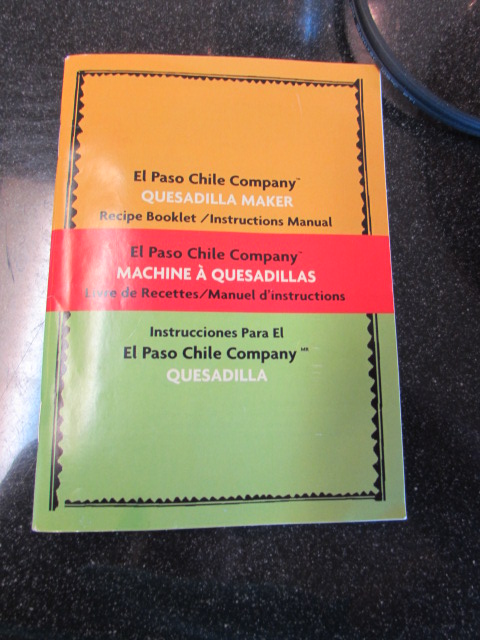 El Paso Chile Company™
QUESADILLA MAKER
Recipe Booklet /Instructions Manual
El Paso Chile Company™
MACHINE À QUESADILLAS
Livre de Recettes/Manuel d'instructions
Instrucciones Para El
El Paso Chile Company MR
QUESADILLA